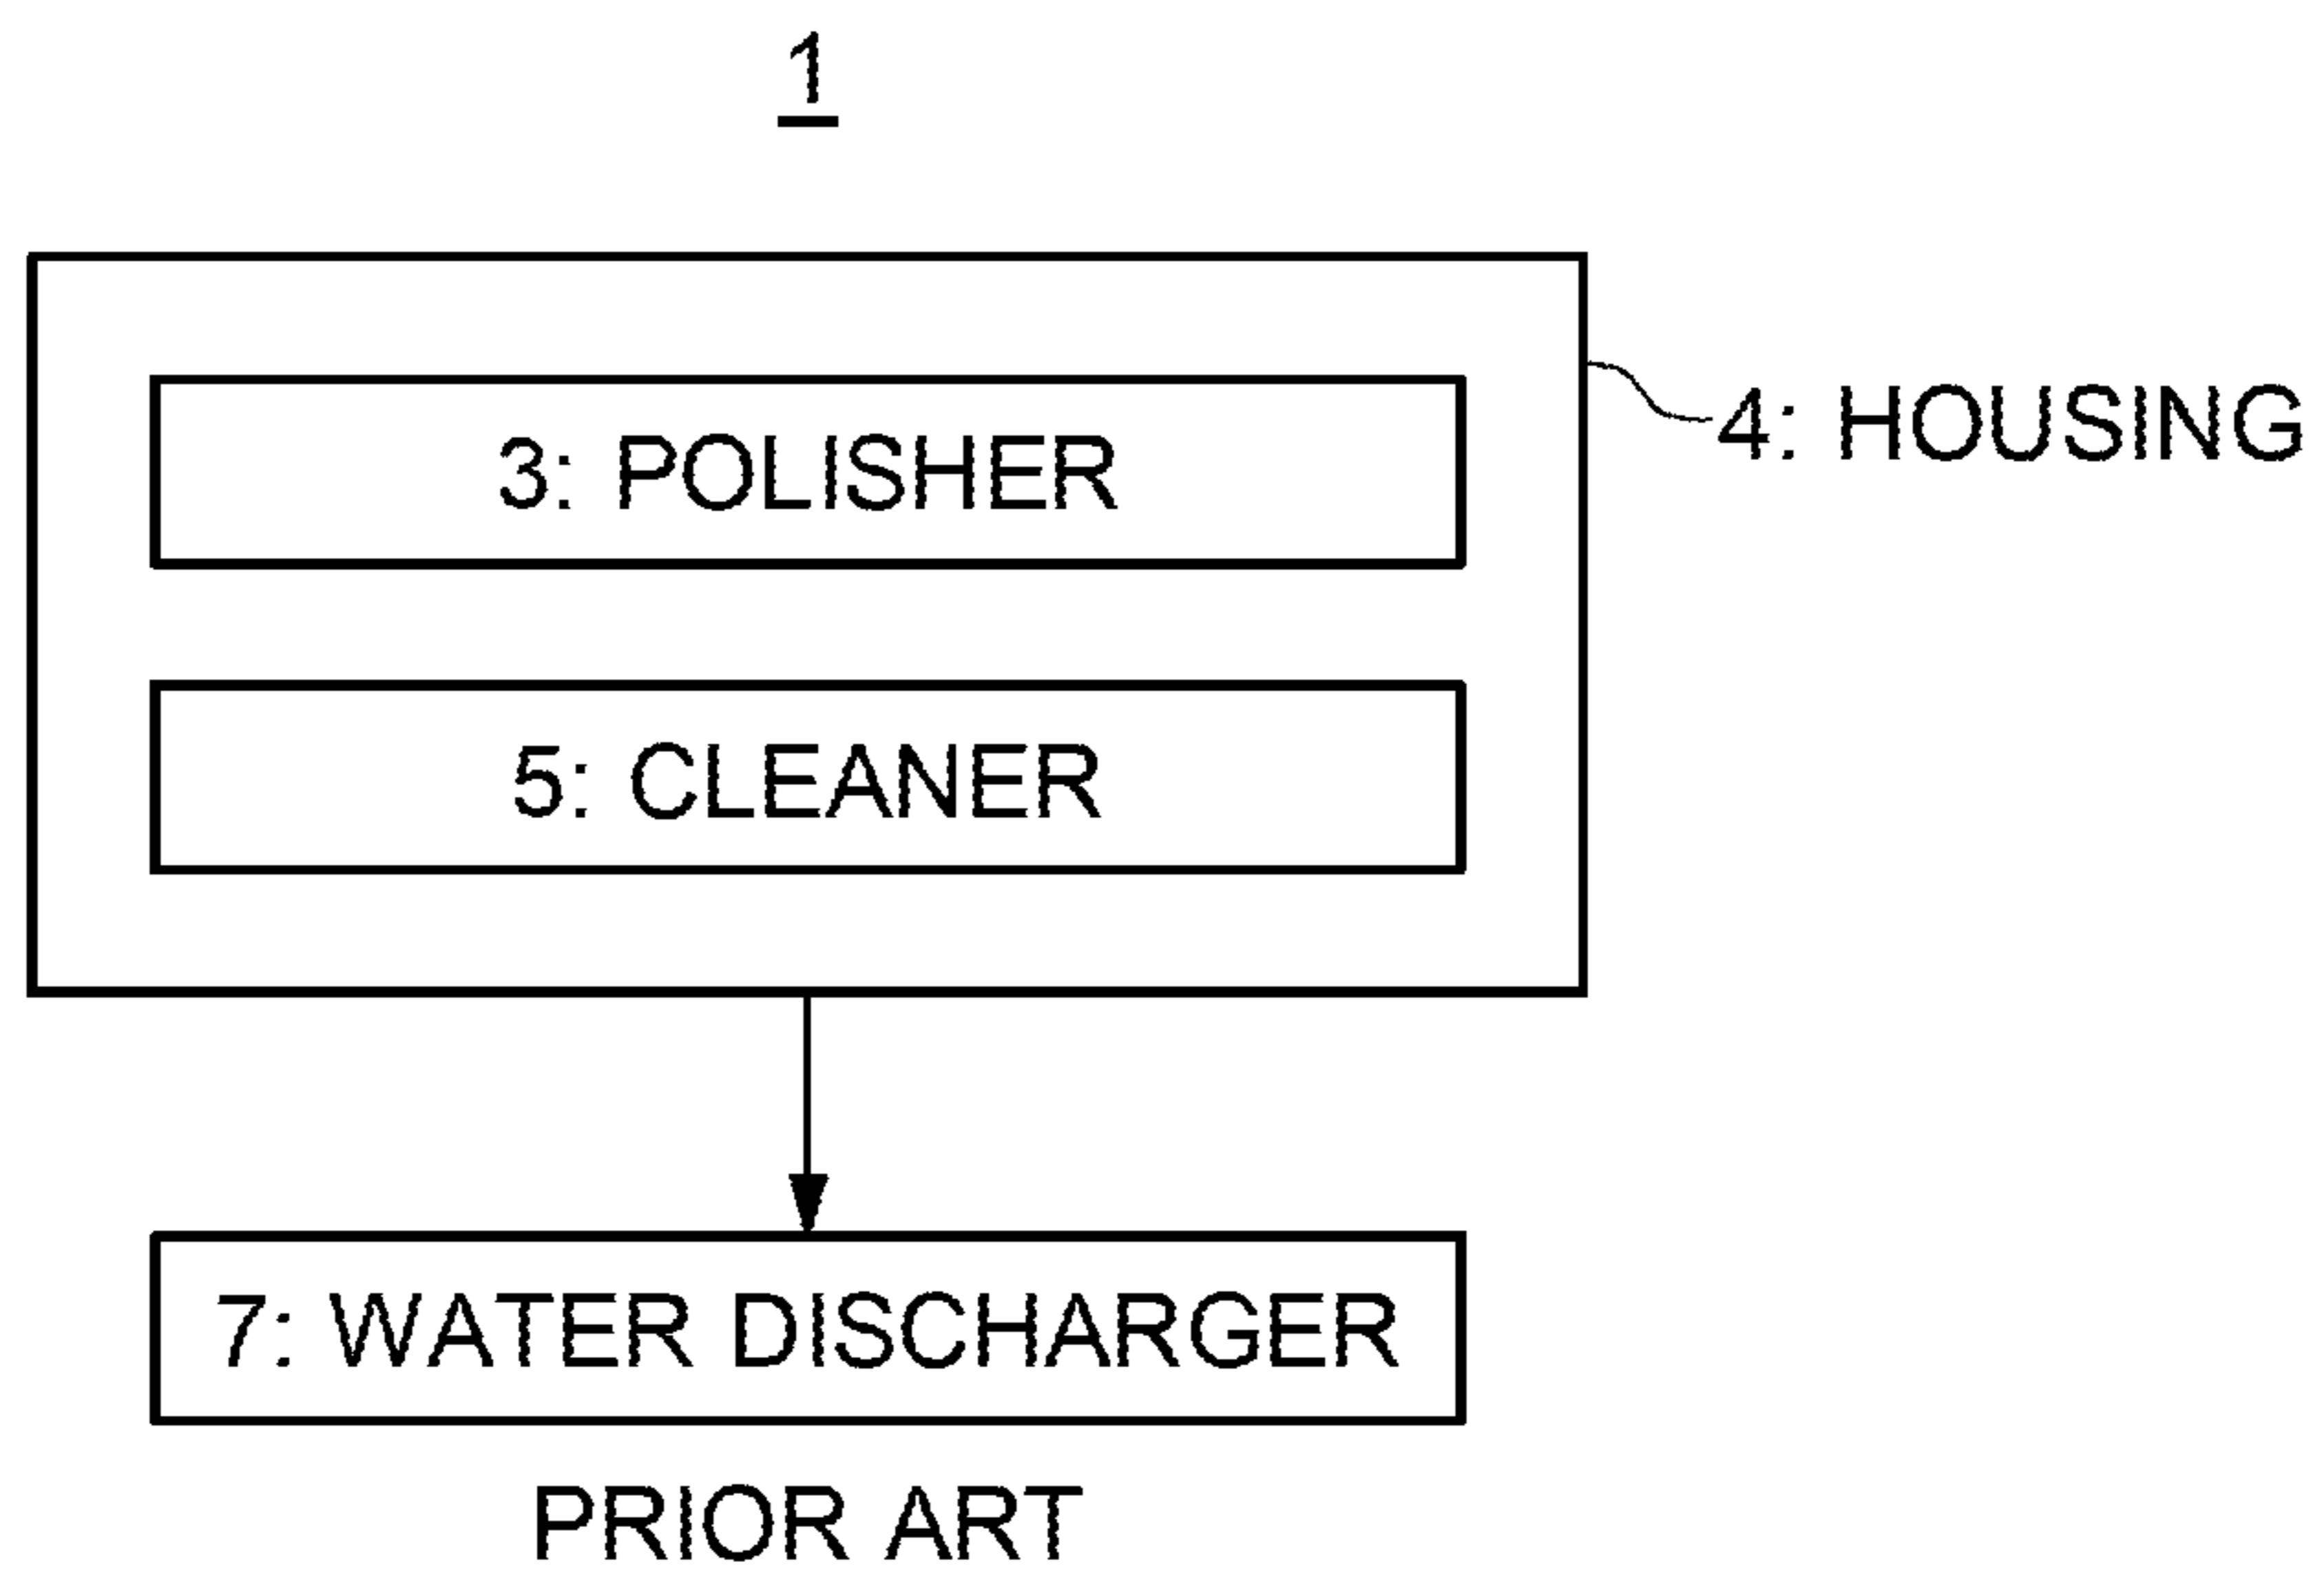 1
3: POLISHER
4: HOUSING
5: CLEANER
7: WATER DISCHARGER
PRIOR ART